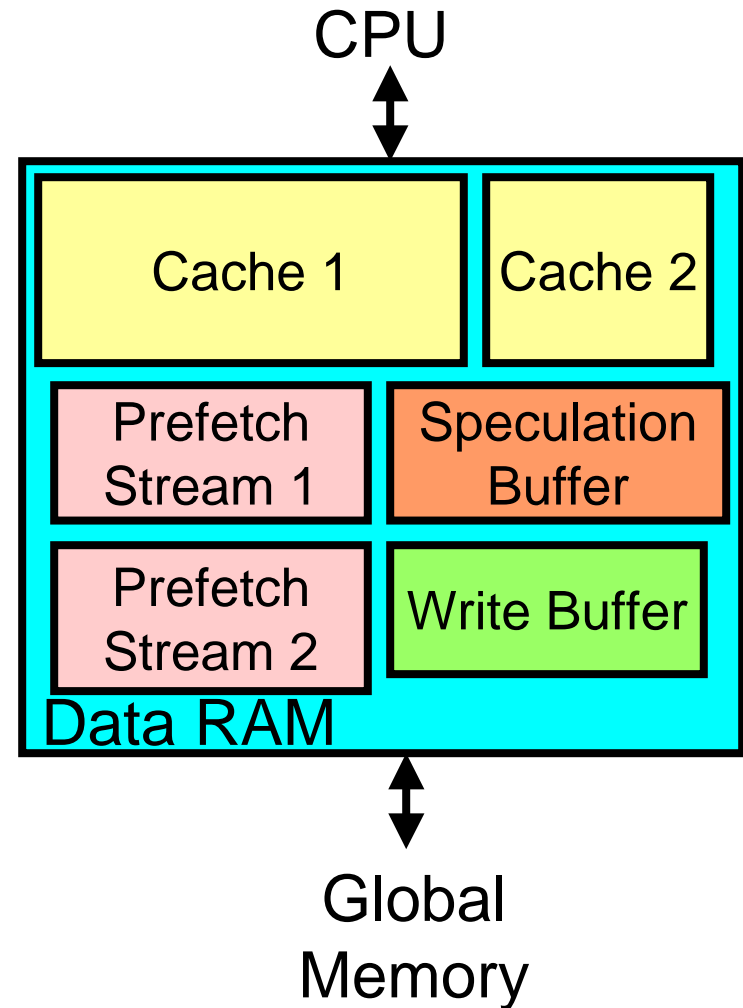 CPU
Cache 1
Cache 2
Prefetch
Stream 1
Speculation
Buffer
Prefetch
Stream 2
Write Buffer
Data RAM
Global
Memory